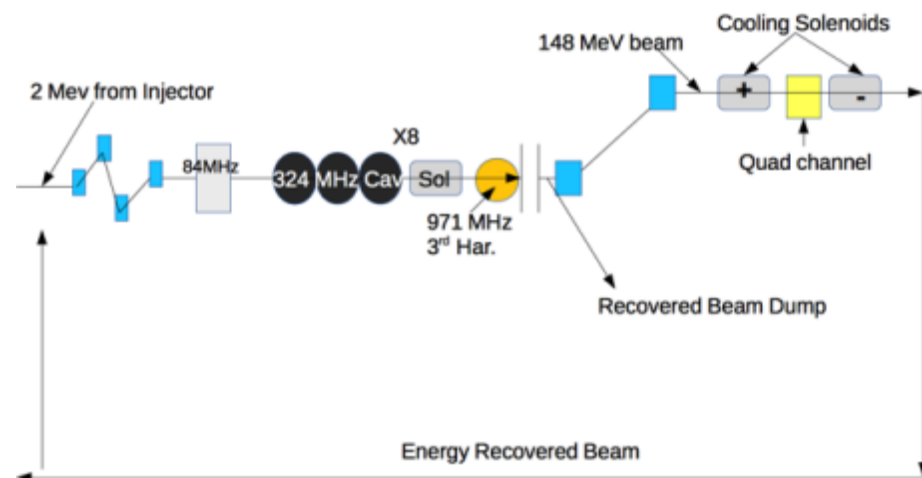 Cooling Solenoids
148 MeV beam
+
-
2 Mev from Injector
X8
Quad channel
84MHz
324 MHz Cav
Sol
971 MHz
3rd Har.
Recovered Beam Dump
Energy Recovered Beam